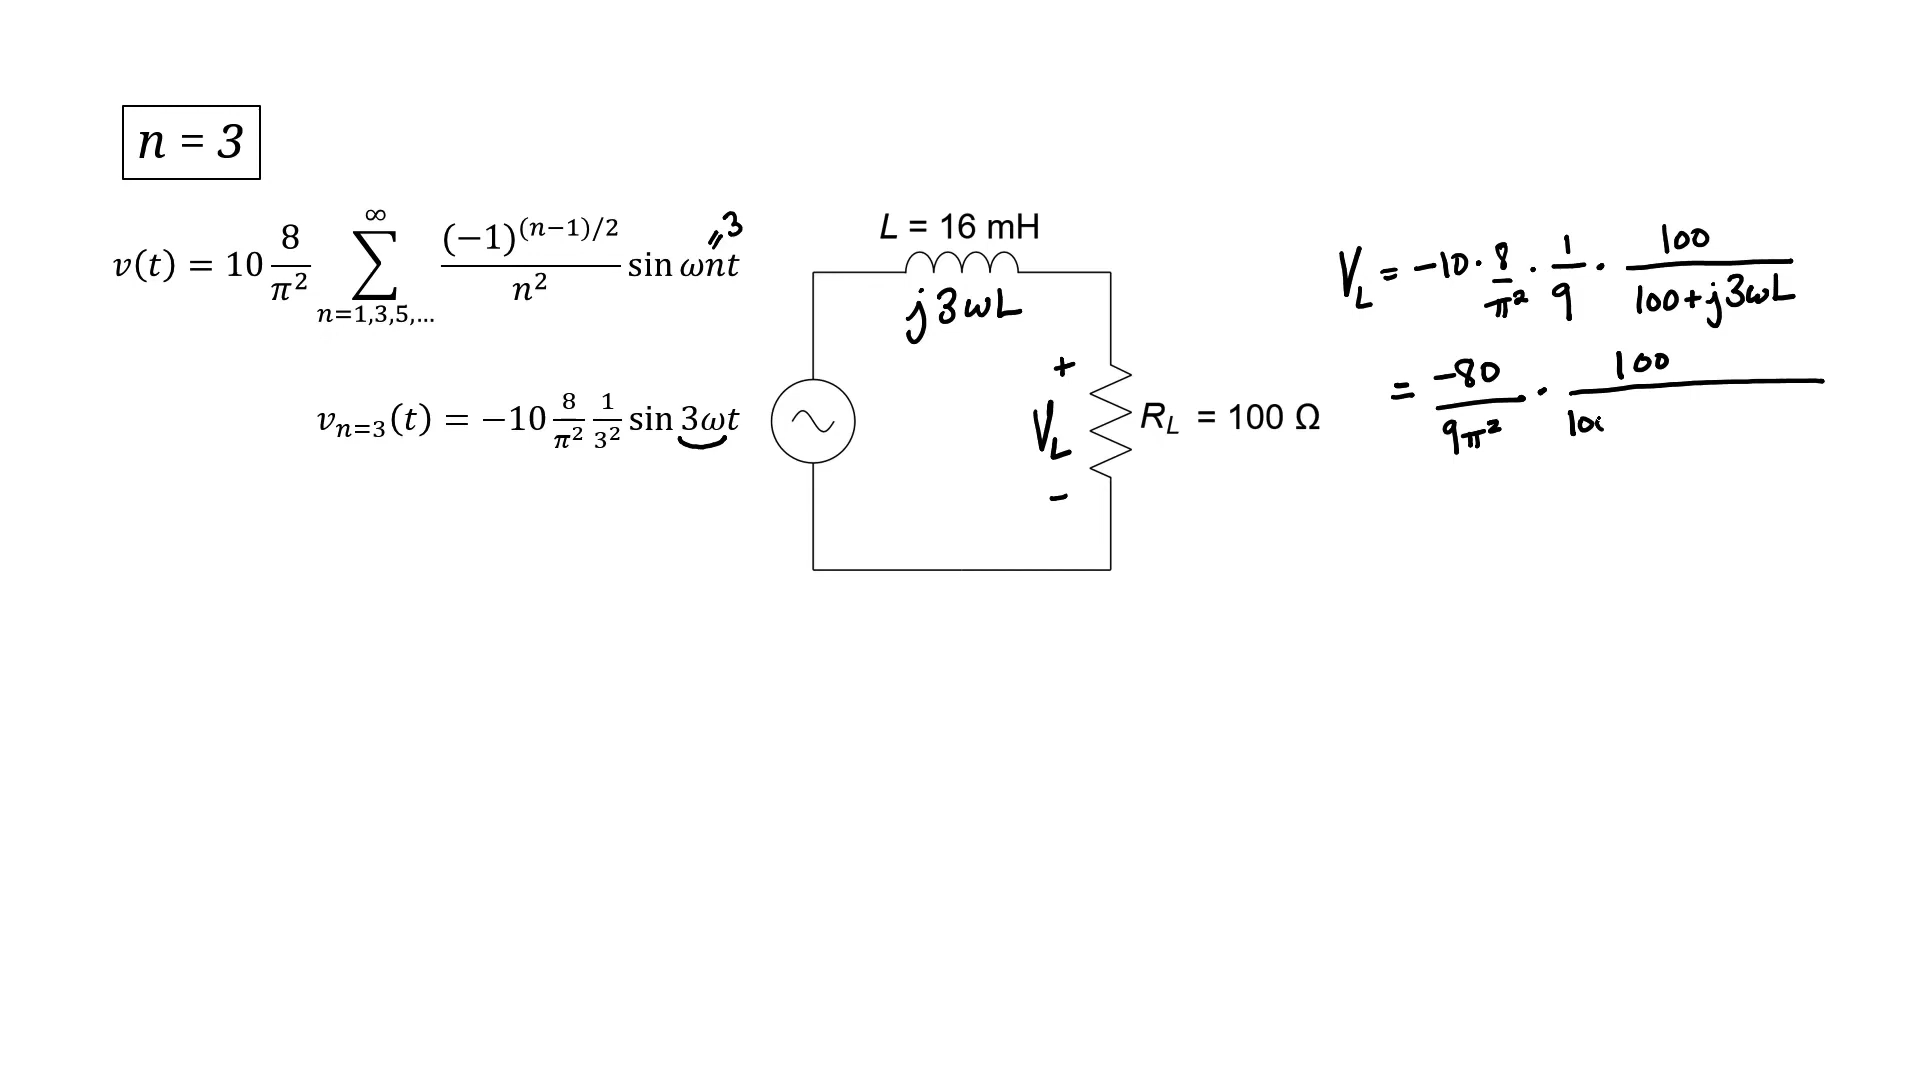 n = 3
v(t) = 10 8/π² ∑ n=1,3,5,... ∞ (−1)^(n−1)/2 / n² sin ωnt
= 3
v_n=3(t) = −10 8/π² 1/3² sin 3ωt
L = 16 mH
j3ωL
+
V_L
−
R_L = 100 Ω
V_L = −10 · 8/π² · 1/9 · 100/(100+j3ωL)
= −80/9π² · 100/10